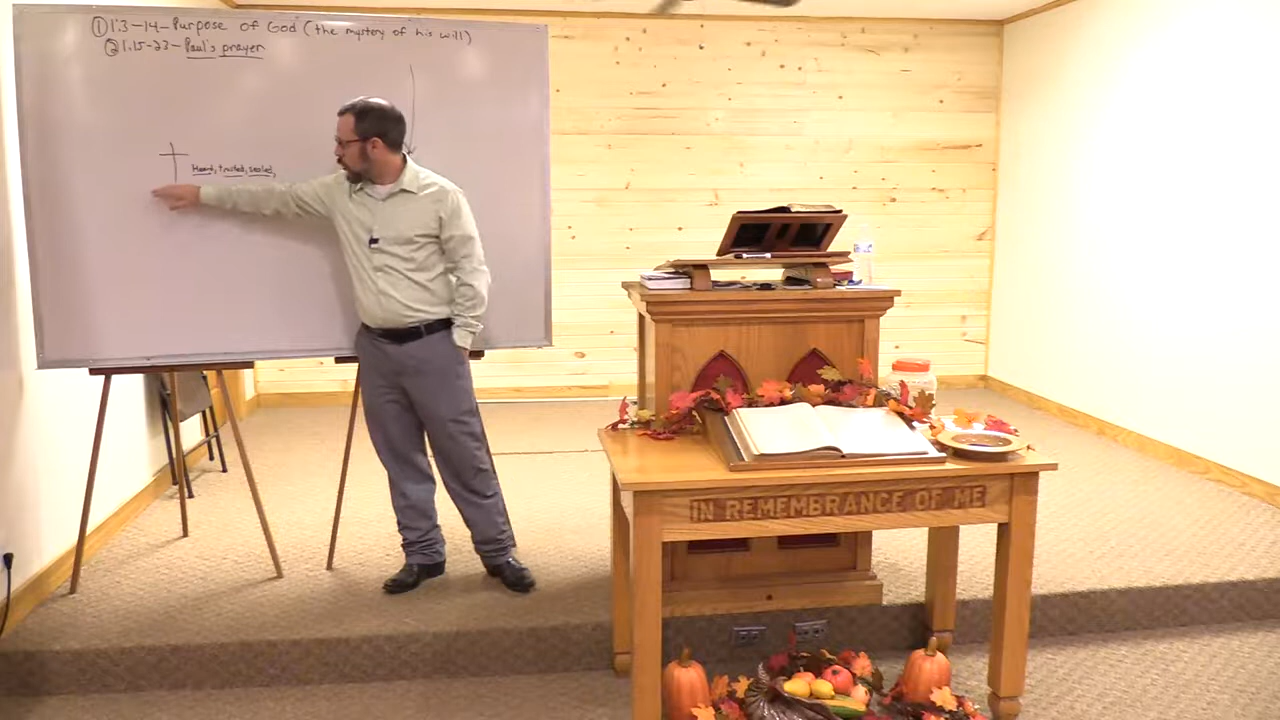 ① 1:3-14-Purpose of God (the mystery of his will)
② 1:15-23-Paul's prayer
Heard, trusted, sealed,
IN REMEMBRANCE OF ME